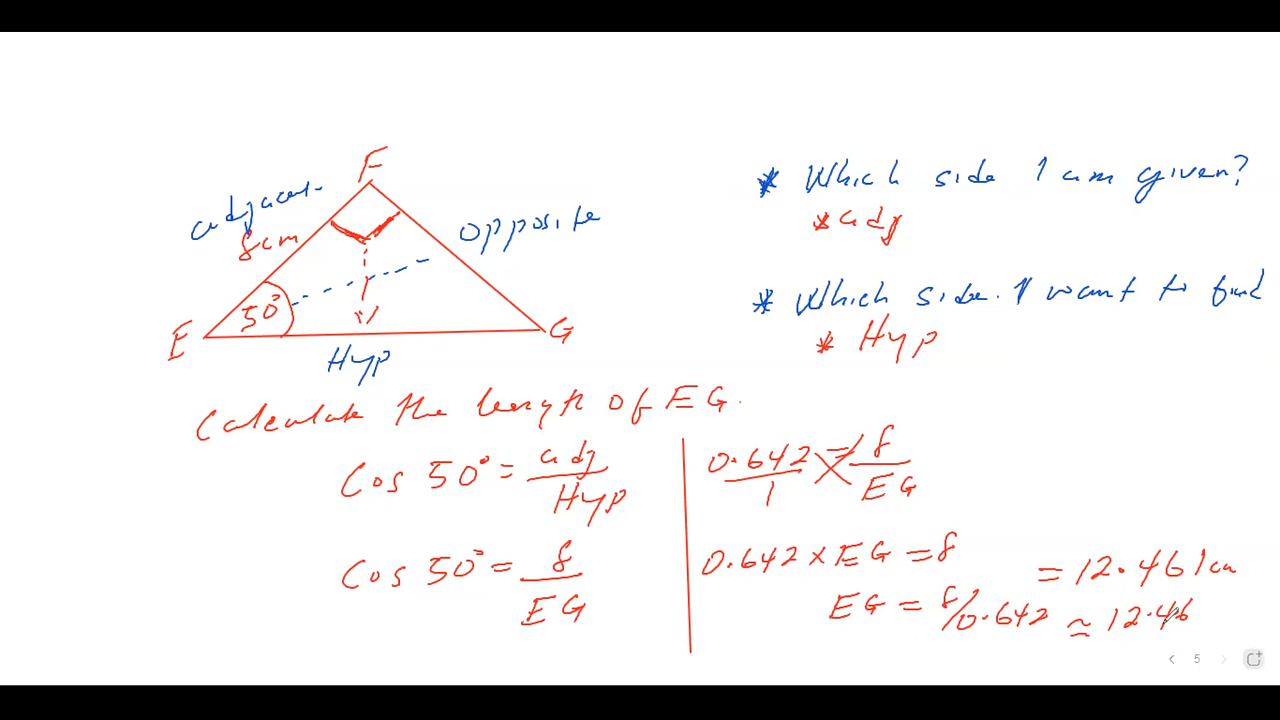 F
adjacent
8cm
opposite
50°
E
G
Hyp
* Which side I am given?
* adj
* Which side. I want to find
* Hyp
Calculate the length of EG.
Cos 50° = adj/Hyp
Cos 50° = 8/EG
0.642/1 = 8/EG
0.642 x EG = 8
EG = 8/0.642
= 12.461cm
≈ 12.46
5